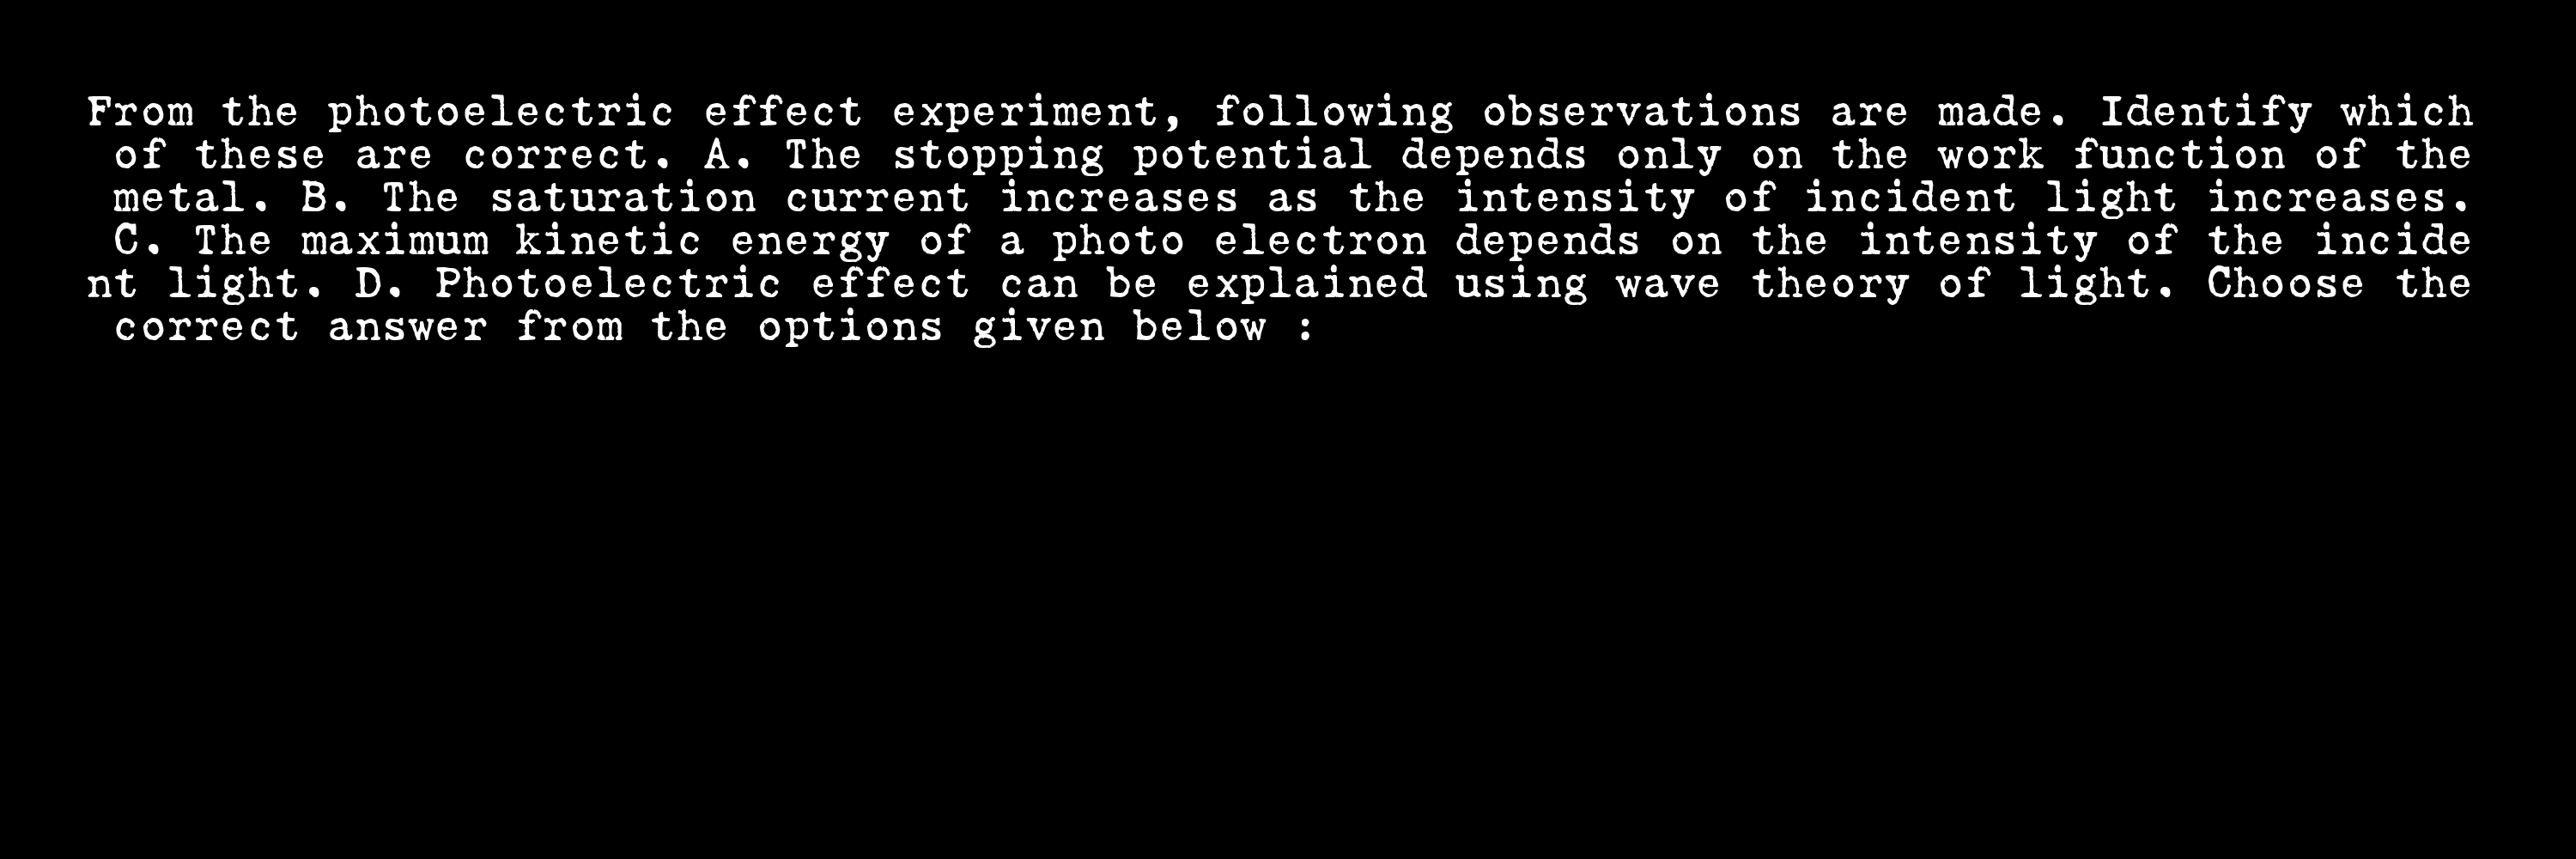 From the photoelectric effect experiment, following observations are made. Identify which
of these are correct. A. The stopping potential depends only on the work function of the
metal. B. The saturation current increases as the intensity of incident light increases.
C. The maximum kinetic energy of a photo electron depends on the intensity of the incide
nt light. D. Photoelectric effect can be explained using wave theory of light. Choose the
correct answer from the options given below :